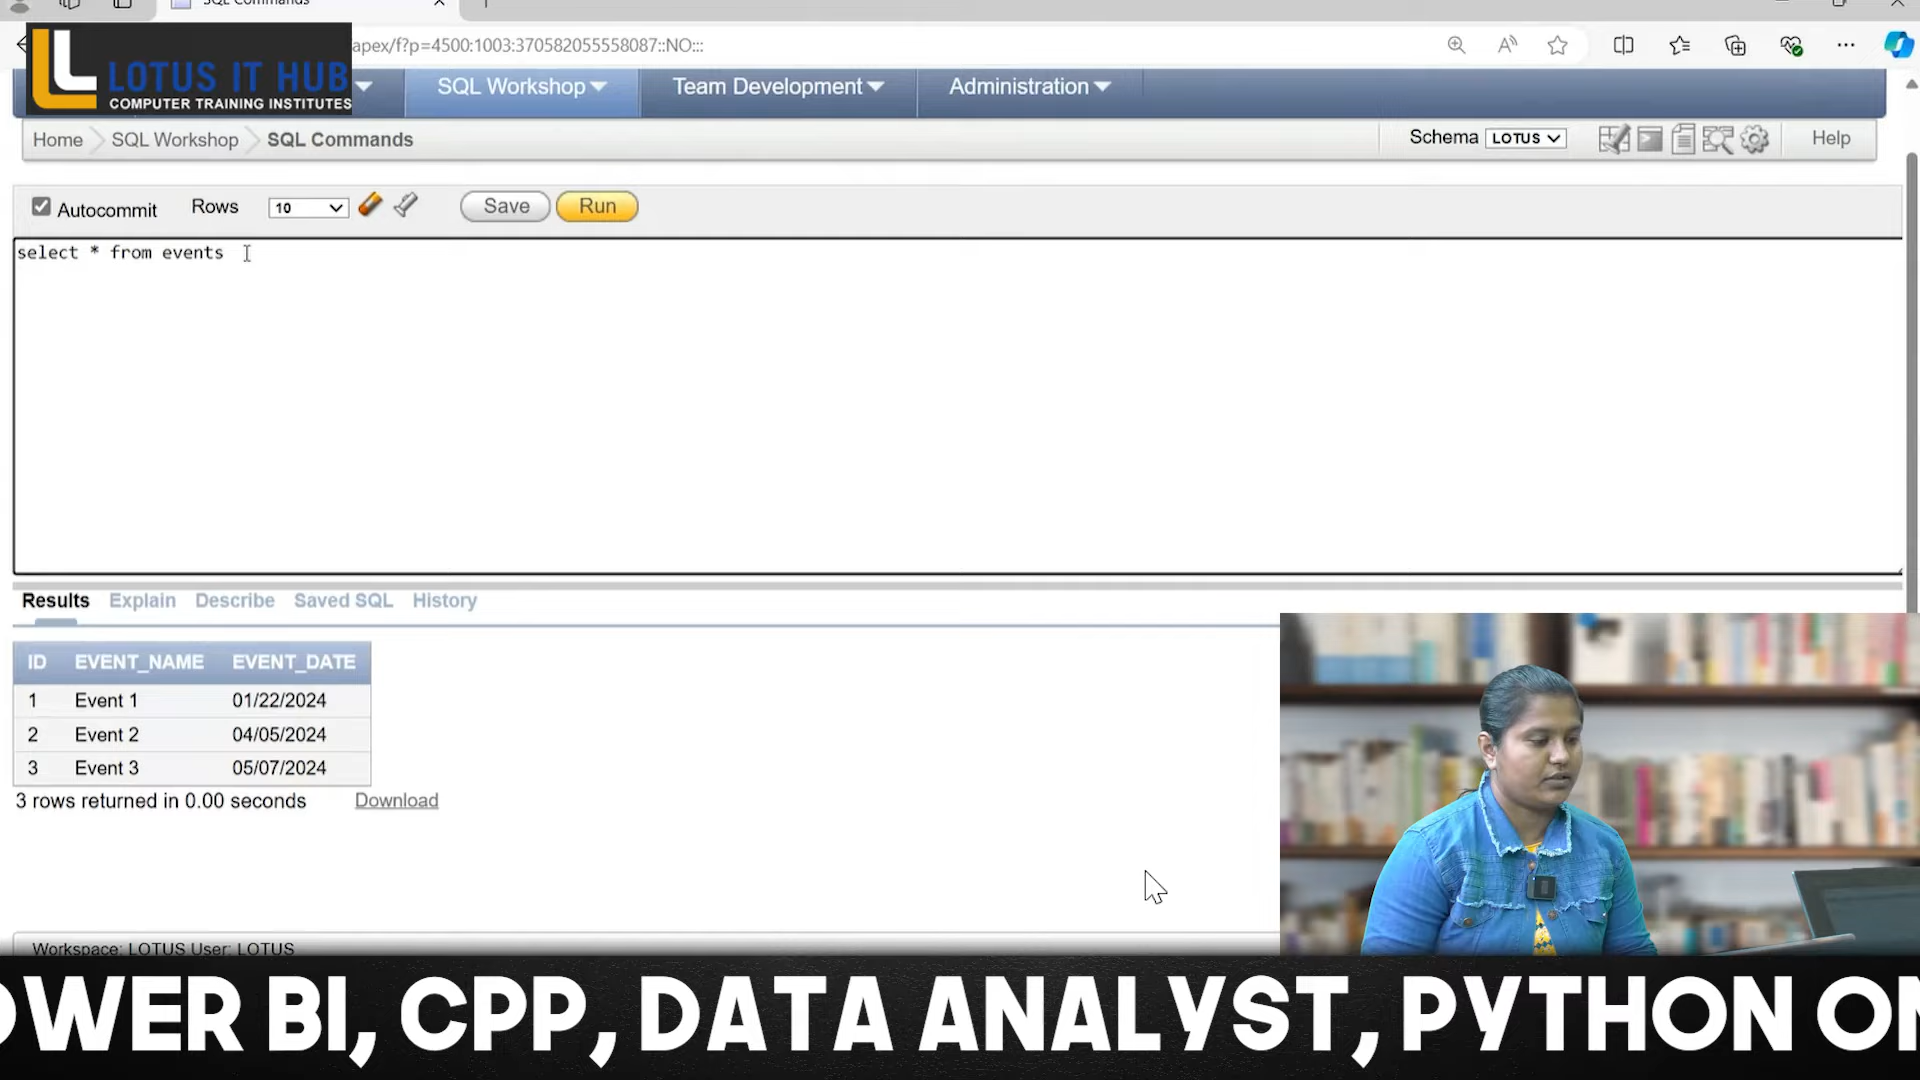 SQL Commands
apex/f?p=4500:1003:370582055558087::NO:::
LOTUS IT HUB
COMPUTER TRAINING INSTITUTES
SQL Workshop
Team Development
Administration
Home
SQL Workshop
SQL Commands
Schema
LOTUS
Help
Autocommit
Rows
10
Save
Run
select * from events
Results
Explain
Describe
Saved SQL
History
ID EVENT_NAME EVENT_DATE
1 Event 1 01/22/2024
2 Event 2 04/05/2024
3 Event 3 05/07/2024
3 rows returned in 0.00 seconds
Download
Workspace: LOTUS User: LOTUS
OWER BI, CPP, DATA ANALYST, PYTHON ON